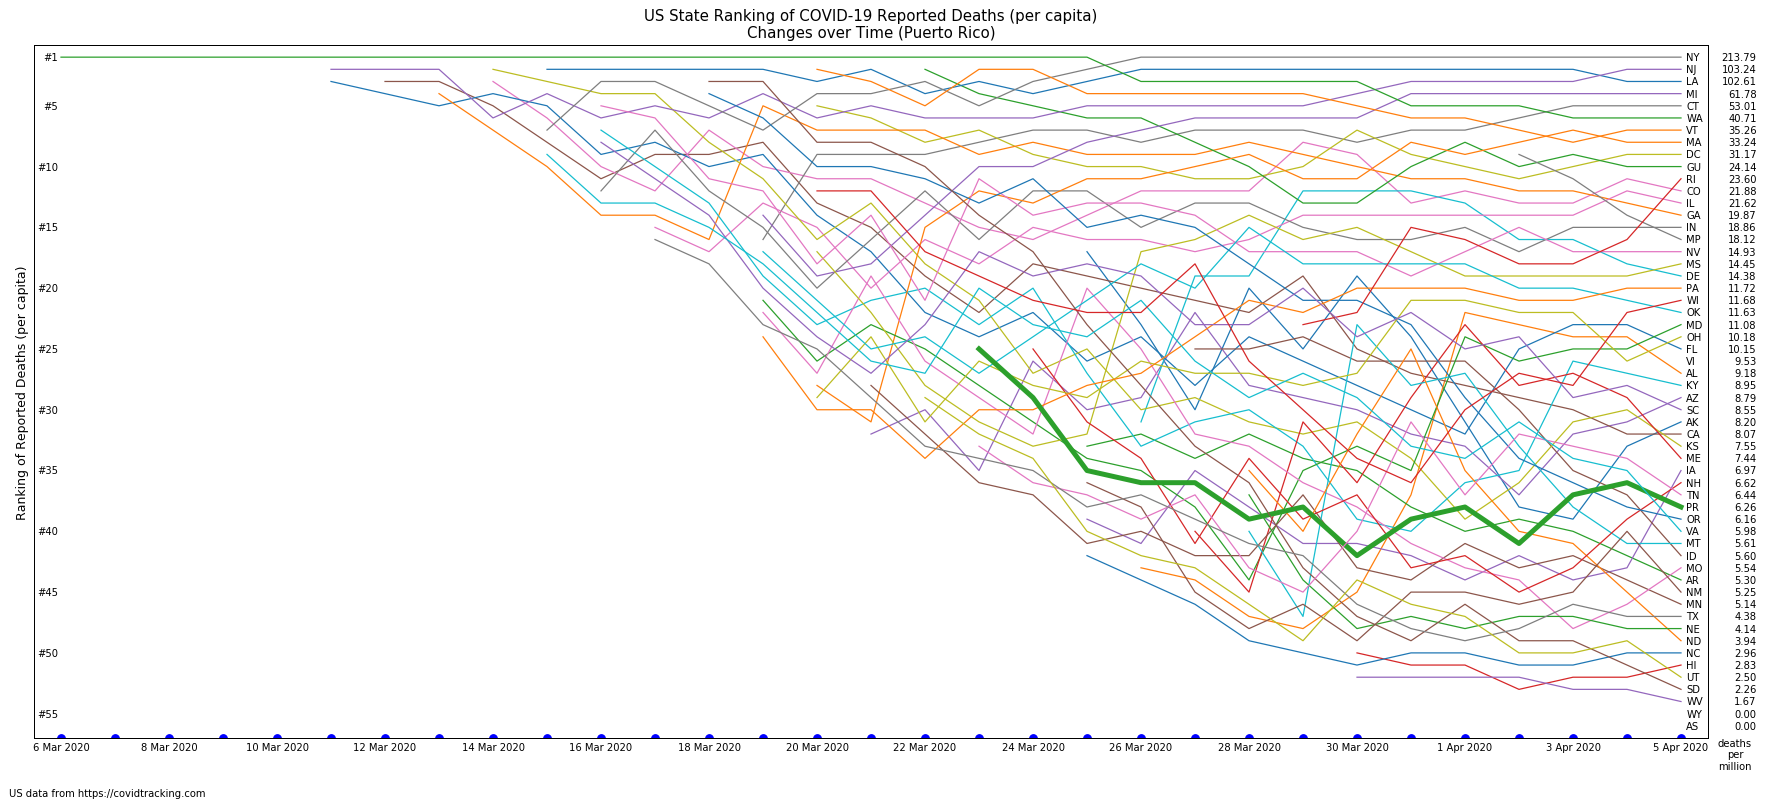 US State Ranking of COVID-19 Reported Deaths (per capita)
Changes over Time (Puerto Rico)
Ranking of Reported Deaths (per capita)
#1
#5
#10
#15
#20
#25
#30
#35
#40
#45
#50
#55
NY 213.79
NJ 103.24
LA 102.61
MI 61.78
CT 53.01
WA 40.71
VT 35.26
MA 33.24
DC 31.17
GU 24.14
RI 23.60
CO 21.88
IL 21.62
GA 19.87
IN 18.86
MP 18.12
NV 14.93
MS 14.45
DE 14.38
PA 11.72
WI 11.68
OK 11.63
MD 11.08
OH 10.18
FL 10.15
VI 9.53
AL 9.18
KY 8.95
AZ 8.79
SC 8.55
AK 8.20
CA 8.07
KS 7.55
ME 7.44
IA 6.97
NH 6.62
TN 6.44
PR 6.26
OR 6.16
VA 5.98
MT 5.61
ID 5.60
MO 5.54
AR 5.30
NM 5.25
MN 5.14
TX 4.38
NE 4.14
ND 3.94
NC 2.96
HI 2.83
UT 2.50
SD 2.26
WV 1.67
WY 0.00
AS 0.00
6 Mar 2020 8 Mar 2020 10 Mar 2020 12 Mar 2020 14 Mar 2020 16 Mar 2020 18 Mar 2020 20 Mar 2020 22 Mar 2020 24 Mar 2020 26 Mar 2020 28 Mar 2020 30 Mar 2020 1 Apr 2020 3 Apr 2020 5 Apr 2020
deaths
per
million
US data from https://covidtracking.com